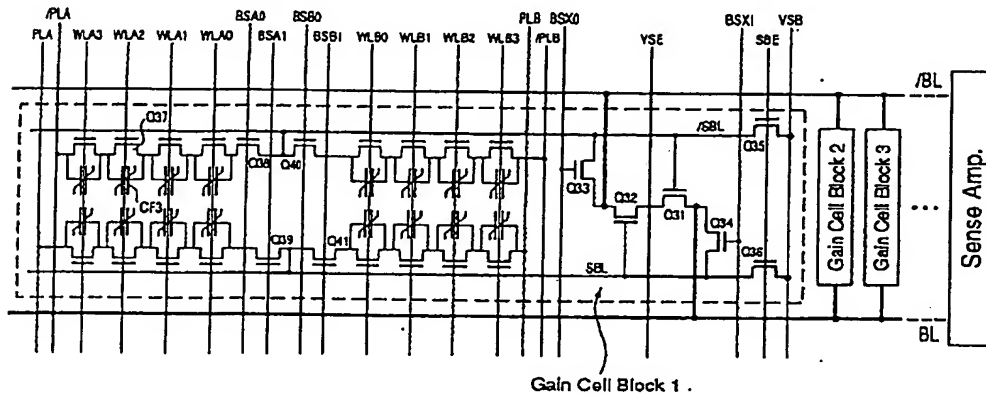 /PLA BSA0 BSB0 PLB BSX0 BSX1 VSB
PLA WLA3 WLA2 WLA1 WLA0 BSA1 BSB1 WLB0 WLB1 WLB2 WLB3 /PLB VSE SBE
/BL
Q37 /SBL
Q38 Q40 Q35
Q33
CF3 Q32 Q31
Q34
Q39 Q41 Q36
SBL
Gain Cell Block 2
Gain Cell Block 3
...
Sense Amp.
BL
Gain Cell Block 1 .